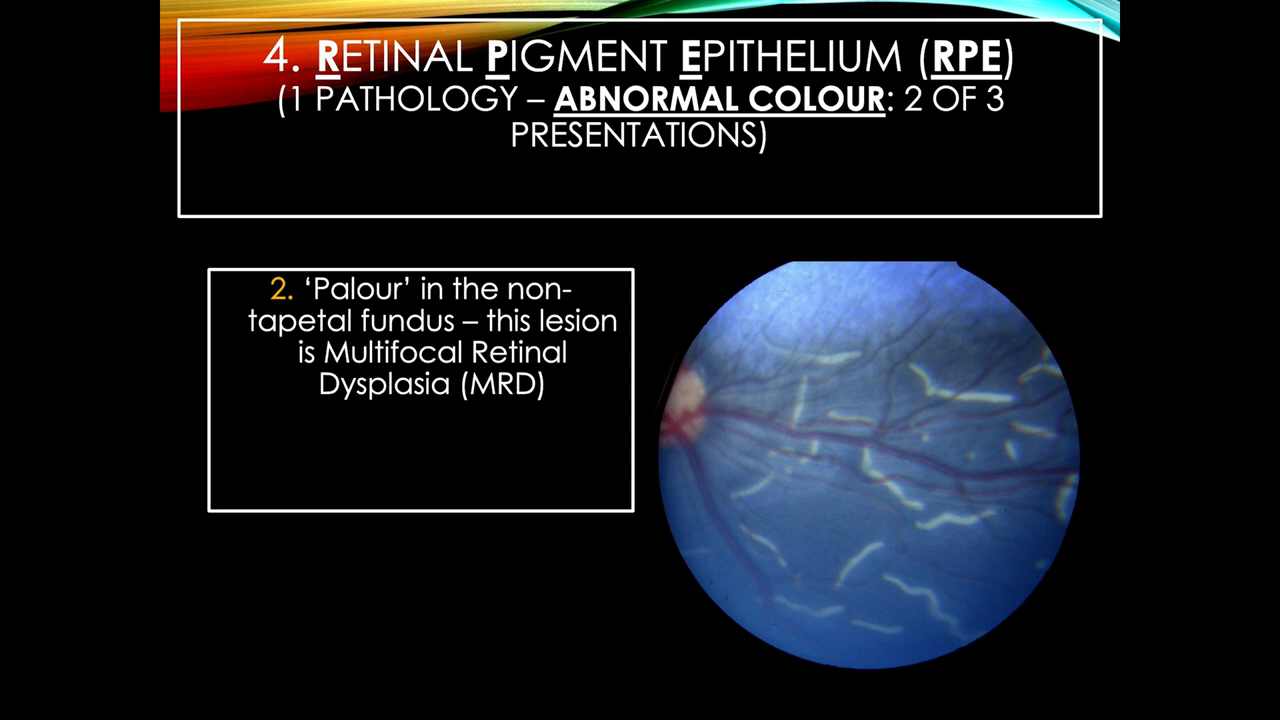 4. RETINAL PIGMENT EPITHELIUM (RPE)
(1 PATHOLOGY – ABNORMAL COLOUR: 2 OF 3
PRESENTATIONS)
2. ‘Palour’ in the non-
tapetal fundus – this lesion
is Multifocal Retinal
Dysplasia (MRD)